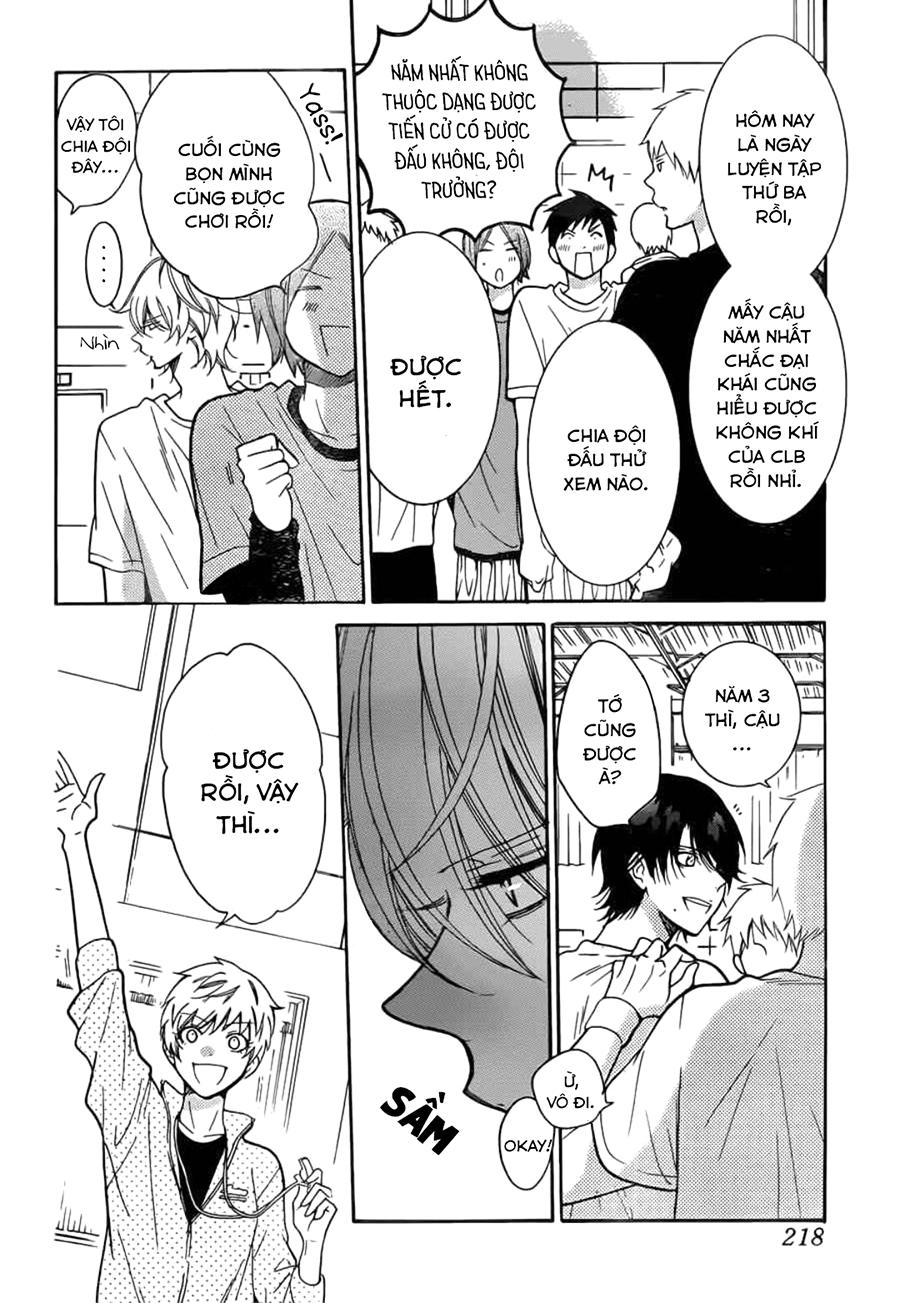 HÔM NAY
LÀ NGÀY
LUYỆN TẬP
THỨ BA
RỒI,
MẤY CẬU
NĂM NHẤT
CHẮC ĐẠI
KHÁI CŨNG
HIỂU ĐƯỢC
KHÔNG KHÍ
CỦA CLB
RỒI NHỈ.
CHIA ĐỘI
ĐẤU THỬ
XEM NÀO.
NĂM NHẤT KHÔNG
THUỘC DẠNG ĐƯỢC
TIẾN CỬ CÓ ĐƯỢC
ĐẤU KHÔNG, ĐỘI
TRƯỞNG?
ĐƯỢC
HẾT.
Yass!
CUỐI CÙNG
BỌN MÌNH
CŨNG ĐƯỢC
CHƠI RỒI!
VẬY TÔI
CHIA ĐỘI
ĐÂY...
....
Nhìn
NĂM 3
THÌ, CẬU
...
TỚ
CŨNG
ĐƯỢC
À?
Ừ,
VÔ ĐI.
OKAY!
SẦM
ĐƯỢC
RỒI, VẬY
THÌ...
218